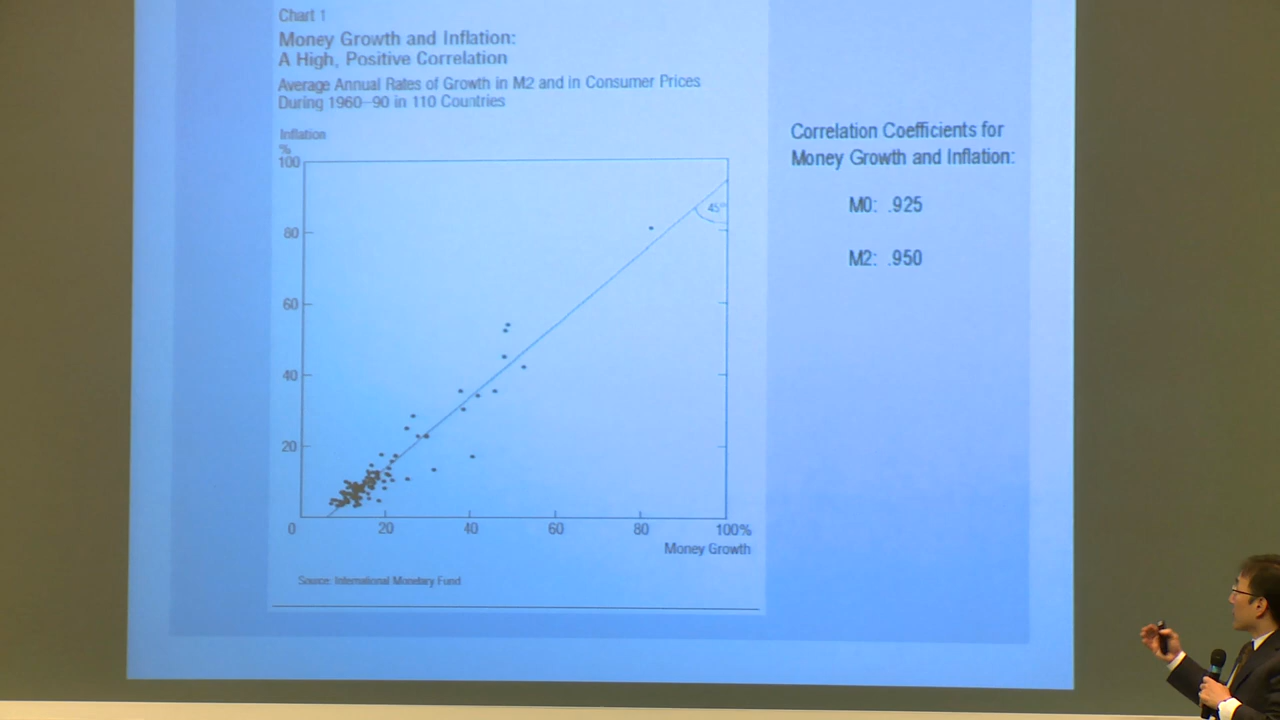 Chart 1
Money Growth and Inflation:
A High, Positive Correlation
Average Annual Rates of Growth in M2 and in Consumer Prices
During 1960–90 in 110 Countries
Inflation
%
100
80
60
40
20
45°
0 20 40 60 80 100%
Money Growth
Source: International Monetary Fund
Correlation Coefficients for
Money Growth and Inflation:
M0: .925
M2: .950